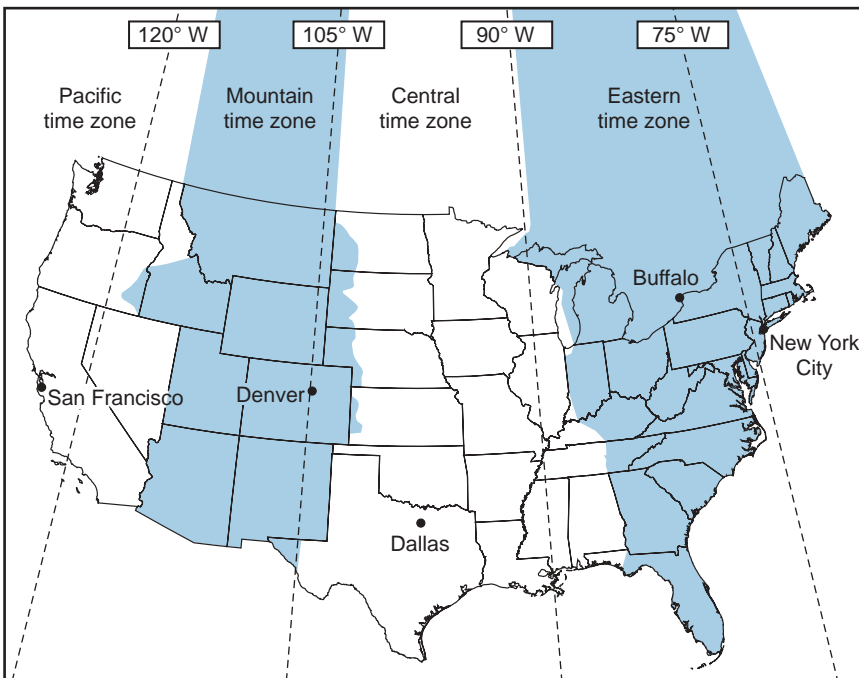 120° W
105° W
90° W
75° W
Pacific
time zone
Mountain
time zone
Central
time zone
Eastern
time zone
Buffalo
New York
City
San Francisco
Denver
Dallas